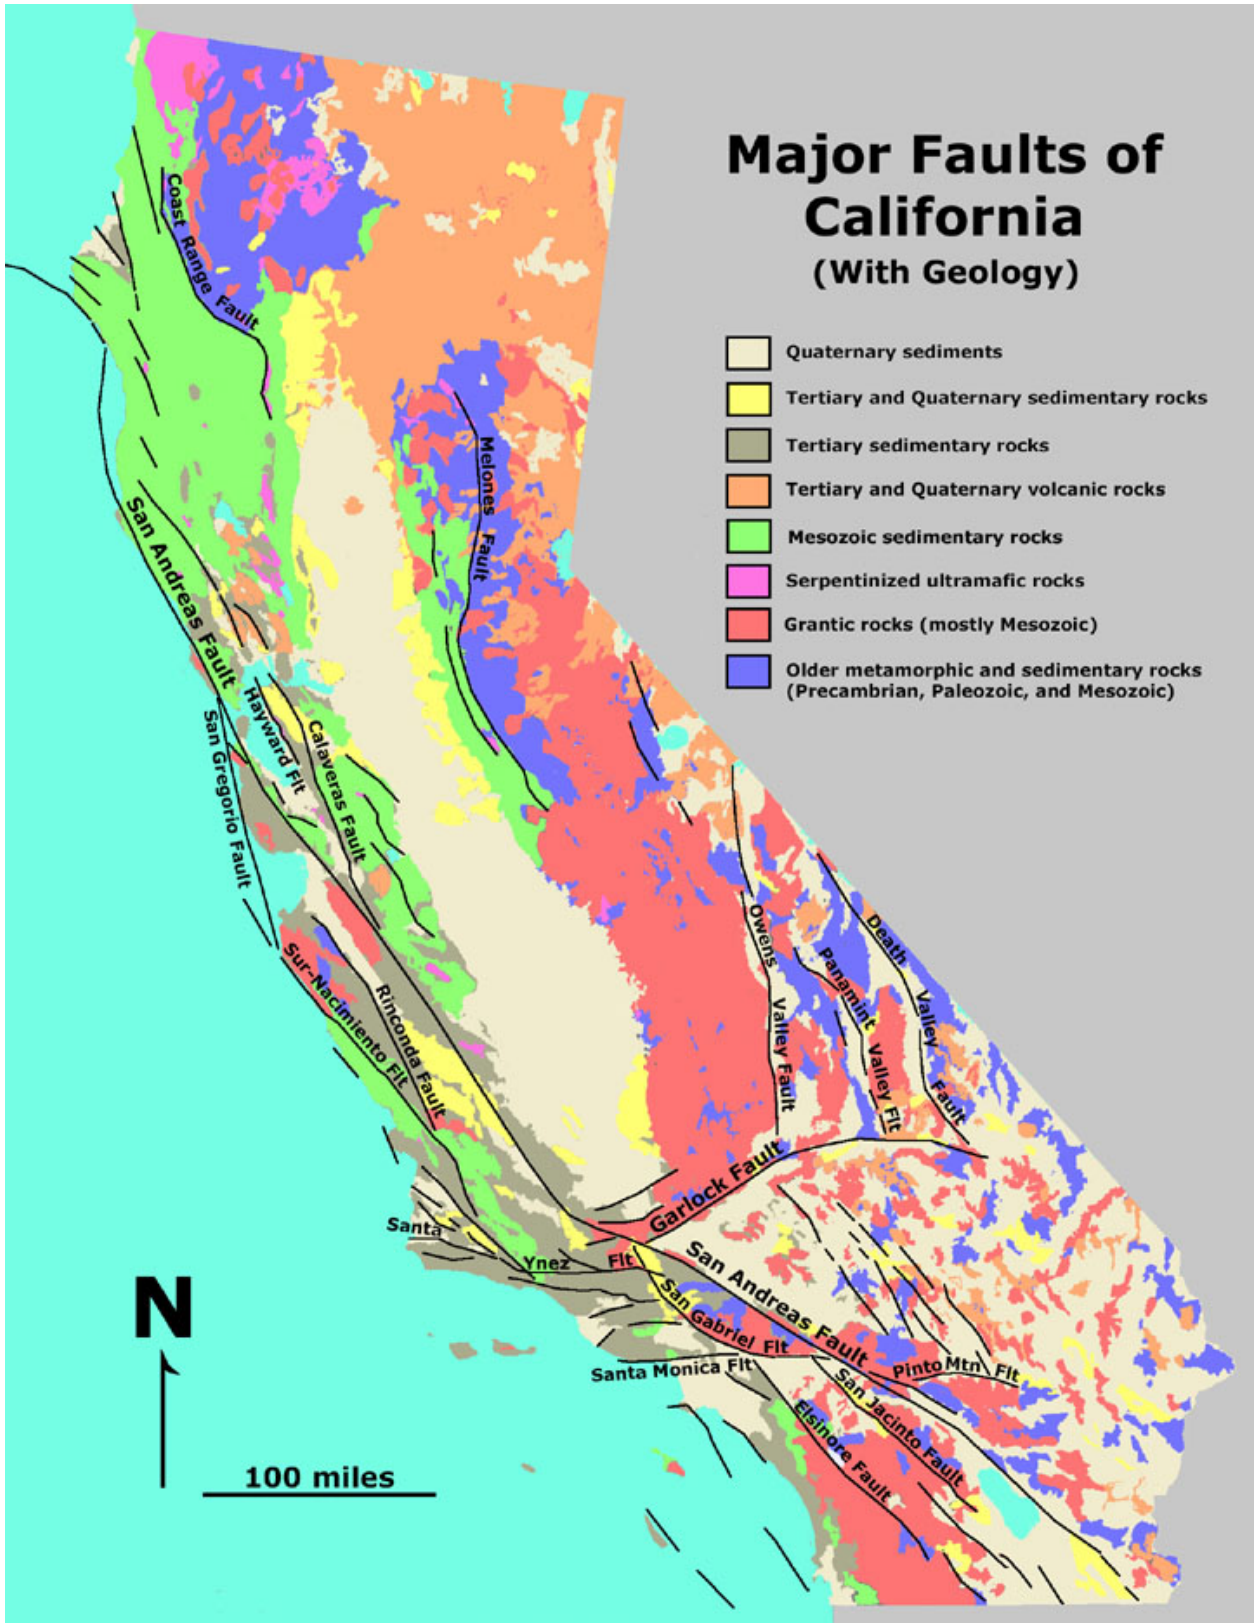 Major Faults of
California
(With Geology)
Quaternary sediments
Tertiary and Quaternary sedimentary rocks
Tertiary sedimentary rocks
Tertiary and Quaternary volcanic rocks
Mesozoic sedimentary rocks
Serpentinized ultramafic rocks
Grantic rocks (mostly Mesozoic)
Older metamorphic and sedimentary rocks
(Precambrian, Paleozoic, and Mesozoic)
Coast Range Fault
Melones Fault
San Andreas Fault
Hayward Flt
San Gregorio Fault
Calaveras Fault
Sur-Nacimiento Flt
Rinconda Fault
Owens Valley Fault
Panamint Valley Flt
Death Valley Fault
Garlock Fault
Santa Ynez Flt
San Andreas Fault
San Gabriel Flt
Santa Monica Flt
Pinto Mtn Flt
San Jacinto Fault
Elsinore Fault
N
100 miles